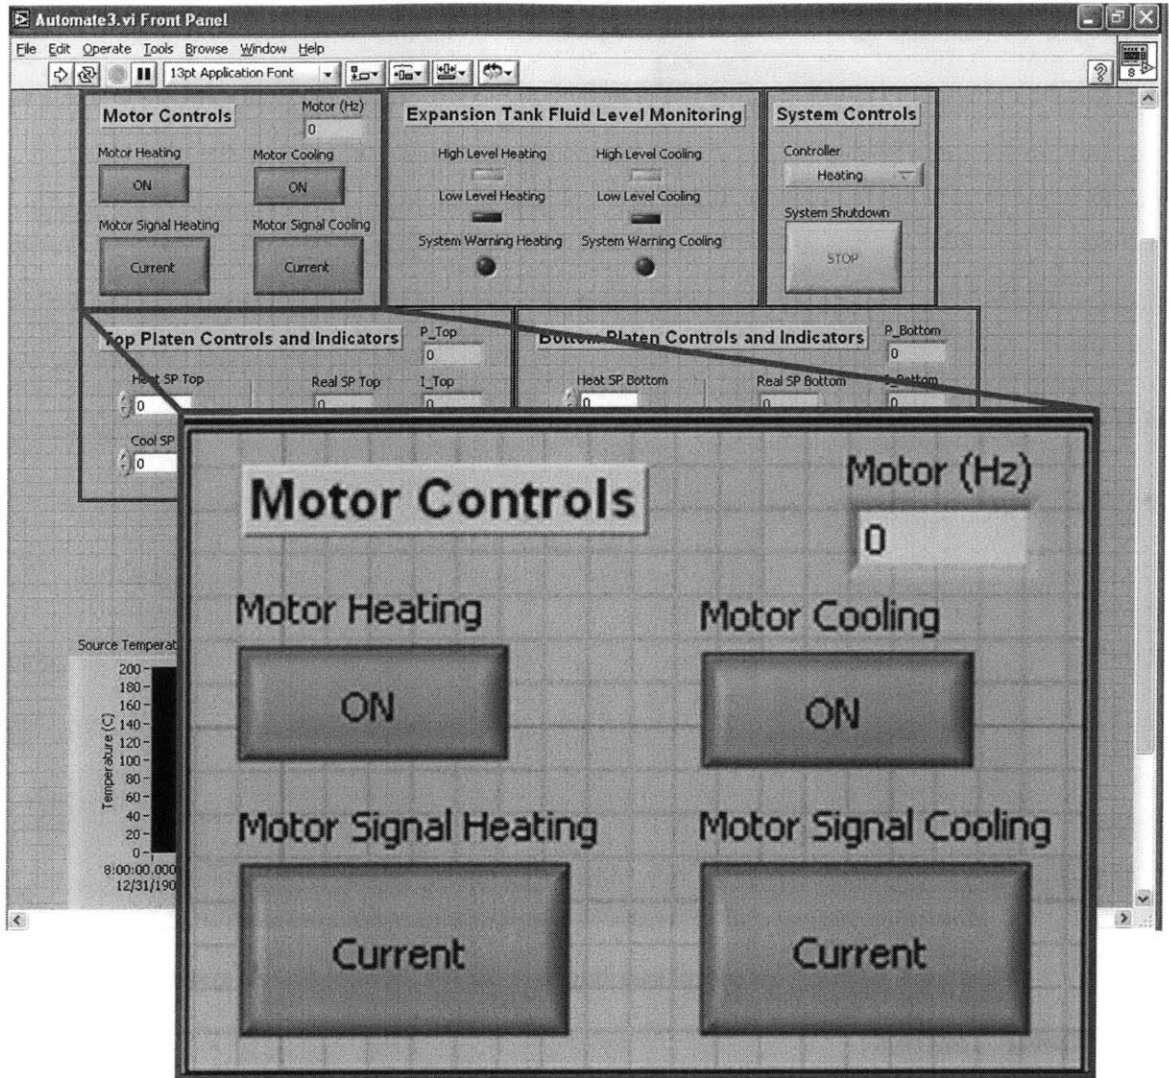 Automate3.vi Front Panel
File Edit Operate Tools Browse Window Help
13pt Application Font
8
Motor Controls
Motor (Hz)
0
Motor Heating
Motor Cooling
ON
ON
Motor Signal Heating
Motor Signal Cooling
Current
Current
Expansion Tank Fluid Level Monitoring
High Level Heating
High Level Cooling
Low Level Heating
Low Level Cooling
System Warning Heating
System Warning Cooling
System Controls
Controller
Heating
System Shutdown
STOP
Top Platen Controls and Indicators
P_Top
0
Heat SP Top
Real SP Top
I_Top
0
0
0
Cool SP
0
Bottom Platen Controls and Indicators
P_Bottom
0
Heat SP Bottom
Real SP Bottom
I_Bottom
0
0
0
Motor Controls
Motor (Hz)
0
Motor Heating
Motor Cooling
ON
ON
Motor Signal Heating
Motor Signal Cooling
Current
Current
Source Temperat
Temperature (C)
200
180
160
140
120
100
80
60
40
20
0
8:00:00.000
12/31/190